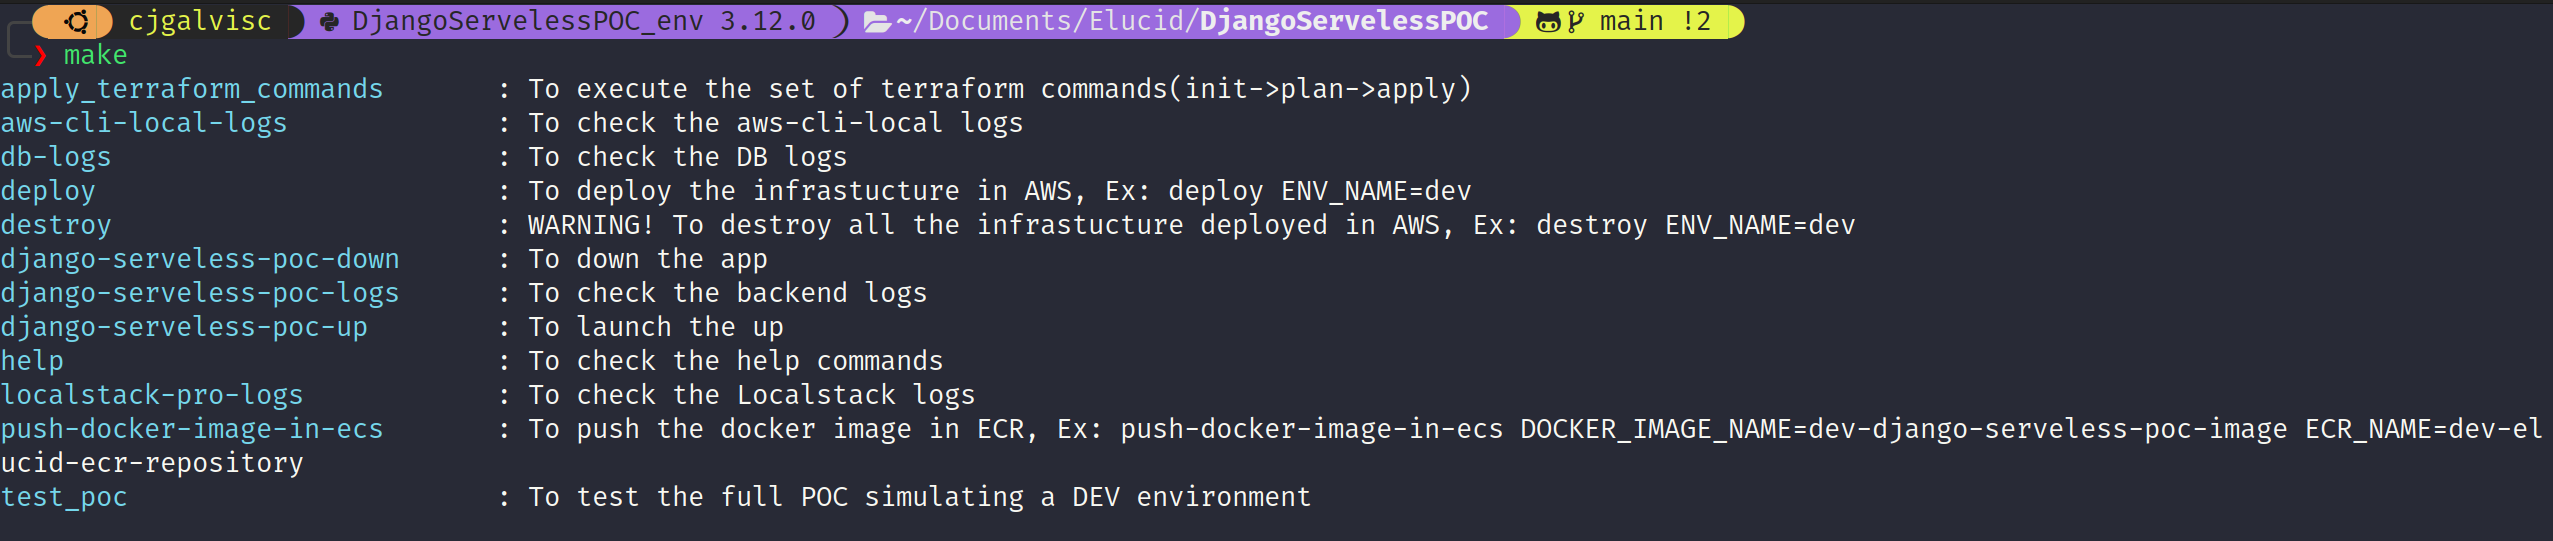 cjgalvisc DjangoServelessPOC_env 3.12.0 ~/Documents/Elucid/DjangoServelessPOC main !2
❯ make
apply_terraform_commands : To execute the set of terraform commands(init->plan->apply)
aws-cli-local-logs : To check the aws-cli-local logs
db-logs : To check the DB logs
deploy : To deploy the infrastucture in AWS, Ex: deploy ENV_NAME=dev
destroy : WARNING! To destroy all the infrastucture deployed in AWS, Ex: destroy ENV_NAME=dev
django-serveless-poc-down : To down the app
django-serveless-poc-logs : To check the backend logs
django-serveless-poc-up : To launch the up
help : To check the help commands
localstack-pro-logs : To check the Localstack logs
push-docker-image-in-ecs : To push the docker image in ECR, Ex: push-docker-image-in-ecs DOCKER_IMAGE_NAME=dev-django-serveless-poc-image ECR_NAME=dev-el
ucid-ecr-repository
test_poc : To test the full POC simulating a DEV environment